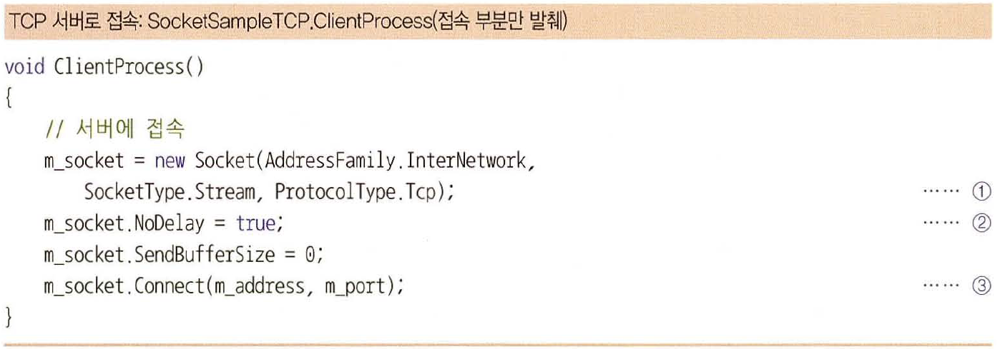 TCP 서버로 접속: SocketSampleTCP.ClientProcess(접속 부분만 발췌)
void ClientProcess()
{
// 서버에 접속
m_socket = new Socket(AddressFamily.InterNetwork,
SocketType.Stream, ProtocolType.Tcp); …… ①
m_socket.NoDelay = true; …… ②
m_socket.SendBufferSize = 0;
m_socket.Connect(m_address, m_port); …… ③
}